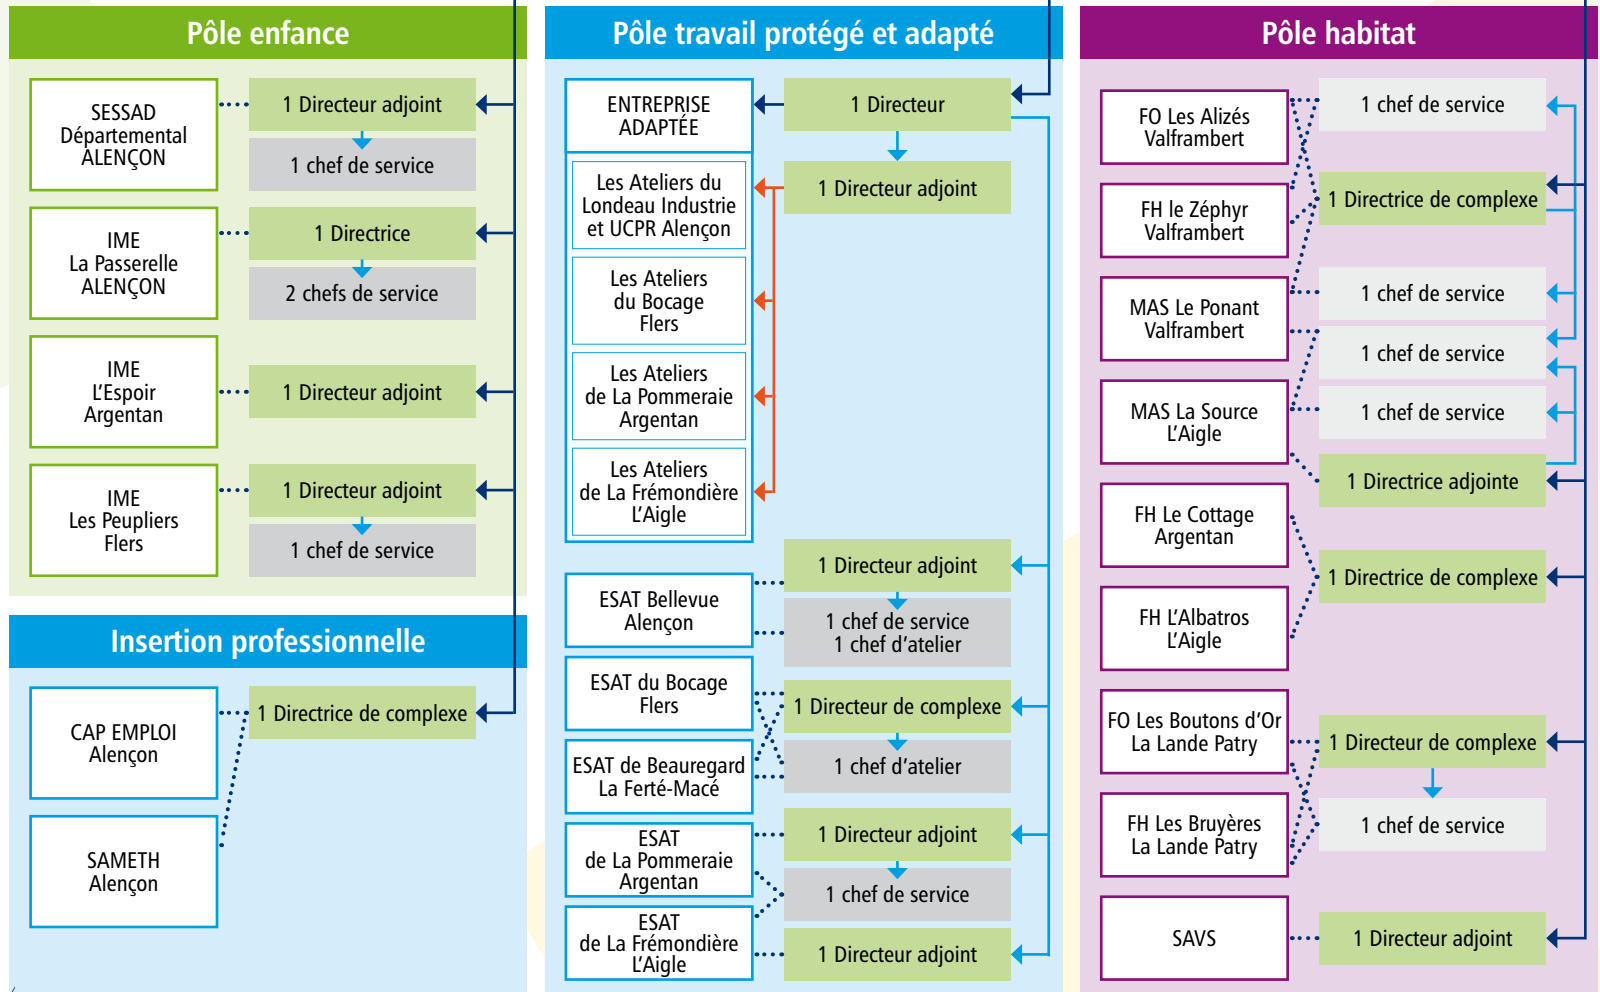 Pôle enfance
SESSAD
Départemental
ALENÇON
1 Directeur adjoint
1 chef de service
IME
La Passerelle
ALENÇON
1 Directrice
2 chefs de service
IME
L'Espoir
Argentan
1 Directeur adjoint
IME
Les Peupliers
Flers
1 Directeur adjoint
1 chef de service
Insertion professionnelle
CAP EMPLOI
Alençon
1 Directrice de complexe
SAMETH
Alençon
Pôle travail protégé et adapté
ENTREPRISE
ADAPTÉE
1 Directeur
1 Directeur adjoint
Les Ateliers du
Londeau Industrie
et UCPR Alençon
Les Ateliers
du Bocage
Flers
Les Ateliers
de La Pommeraie
Argentan
Les Ateliers
de La Frémondière
L'Aigle
ESAT Bellevue
Alençon
1 Directeur adjoint
1 chef de service
1 chef d'atelier
ESAT du Bocage
Flers
1 Directeur de complexe
ESAT de Beauregard
La Ferté-Macé
1 chef d'atelier
ESAT
de La Pommeraie
Argentan
1 Directeur adjoint
1 chef de service
ESAT
de La Frémondière
L'Aigle
1 Directeur adjoint
Pôle habitat
FO Les Alizés
Valframbert
1 chef de service
FH le Zéphyr
Valframbert
1 Directrice de complexe
MAS Le Ponant
Valframbert
1 chef de service
1 chef de service
MAS La Source
L'Aigle
1 chef de service
1 Directrice adjointe
FH Le Cottage
Argentan
1 Directrice de complexe
FH L'Albatros
L'Aigle
FO Les Boutons d'Or
La Lande Patry
1 Directeur de complexe
FH Les Bruyères
La Lande Patry
1 chef de service
SAVS
1 Directeur adjoint